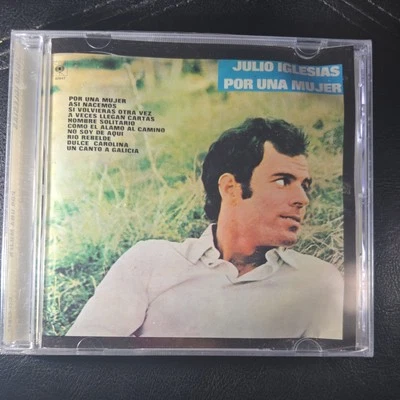 JULIO IGLESIAS
POR UNA MUJER
POR UNA MUJER
ASI NACEMOS
SI VOLVIERAS OTRA VEZ
A VECES LLEGAN CARTAS
HOMBRE SOLITARIO
COMO EL ALAMO AL CAMINO
NO SOY DE AQUI
RIO REBELDE
DULCE CAROLINA
UN CANTO A GALICIA